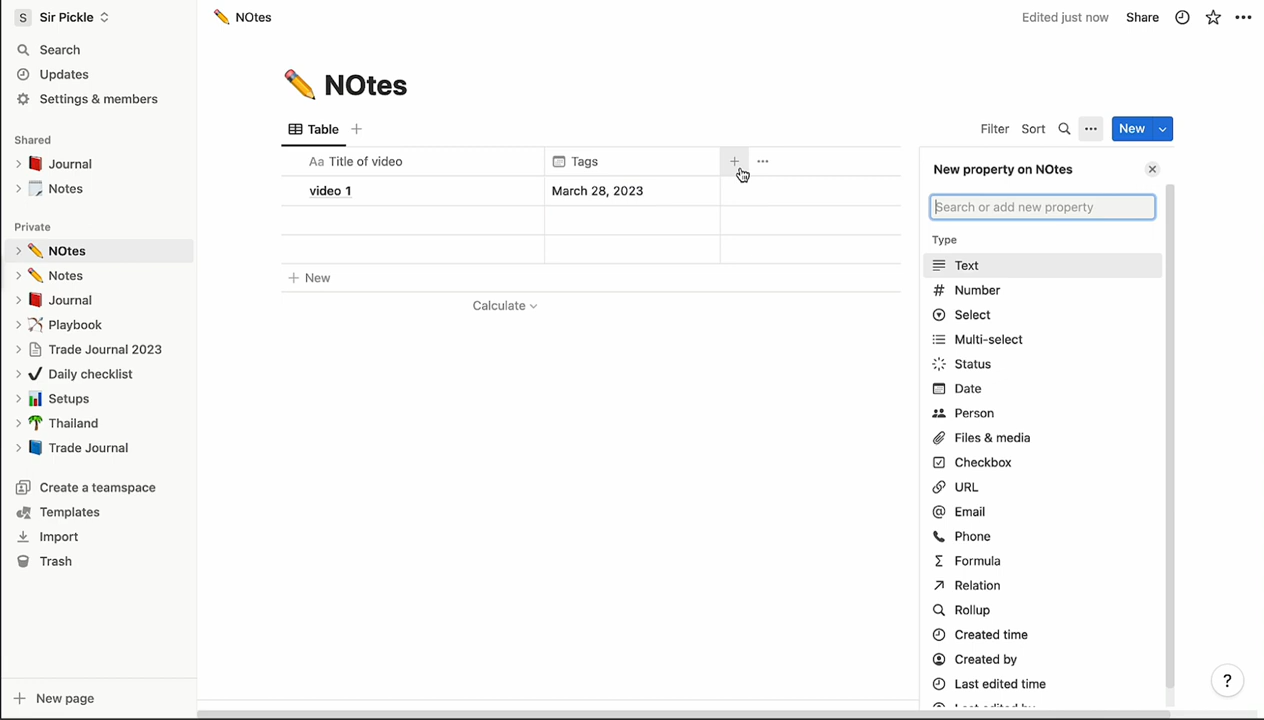 S Sir Pickle
Search
Updates
Settings & members
Shared
Journal
Notes
Private
NOtes
Notes
Journal
Playbook
Trade Journal 2023
Daily checklist
Setups
Thailand
Trade Journal
Create a teamspace
Templates
Import
Trash
New page
NOtes
Edited just now
Share
NOtes
Table
Filter
Sort
New
Aa Title of video
Tags
video 1
March 28, 2023
New
Calculate
New property on NOtes
Search or add new property
Type
Text
Number
Select
Multi-select
Status
Date
Person
Files & media
Checkbox
URL
Email
Phone
Formula
Relation
Rollup
Created time
Created by
Last edited time
Last edited by
?